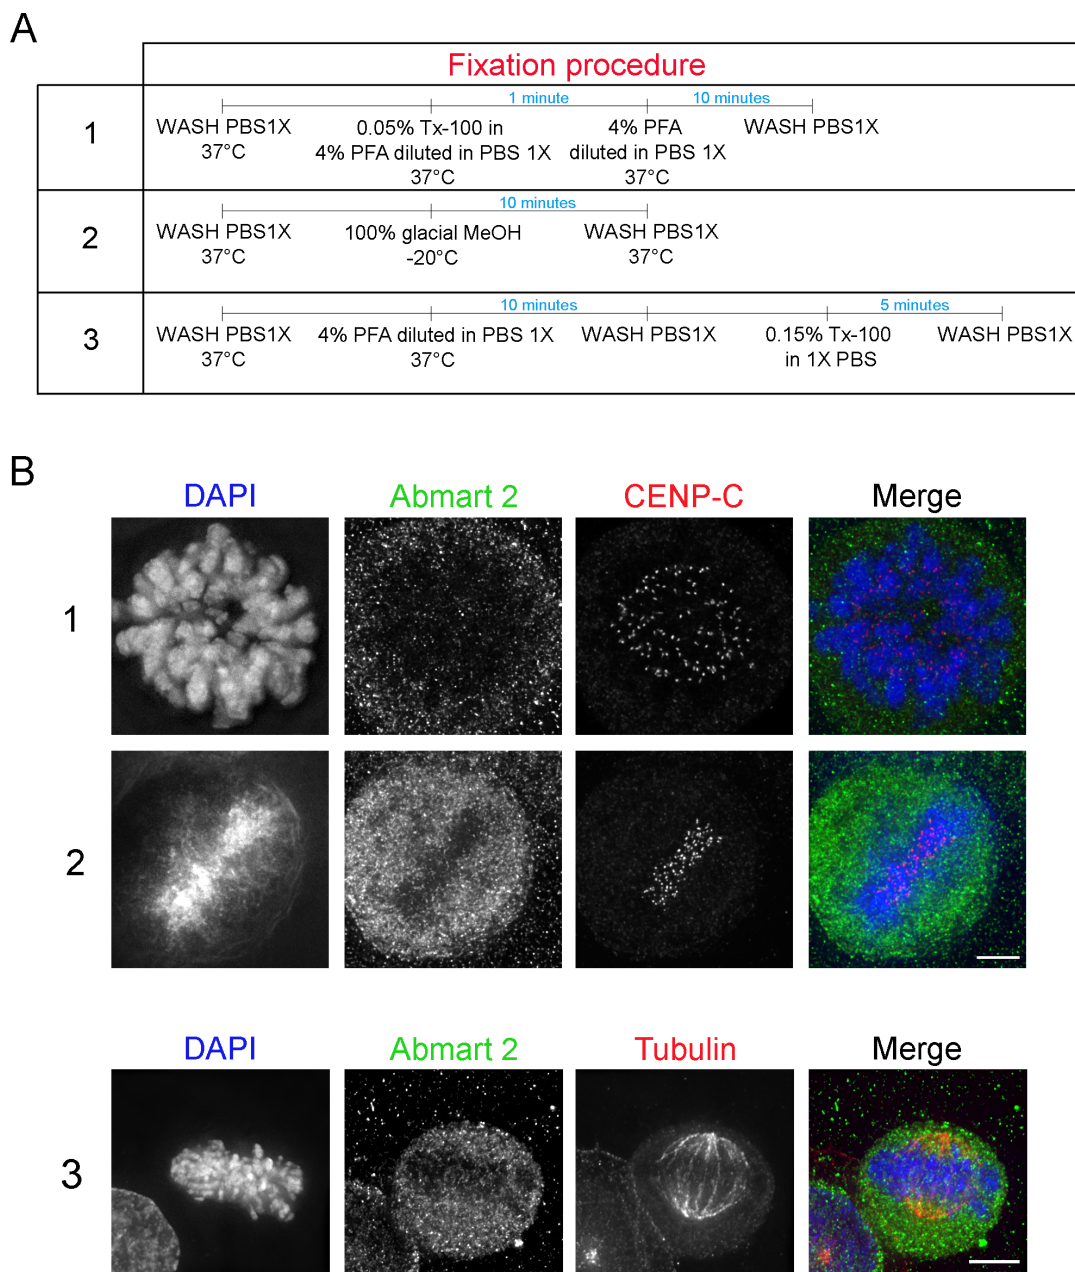 A
Fixation procedure
1
1 minute
10 minutes
WASH PBS1X
37°C
0.05% Tx-100 in
4% PFA diluted in PBS 1X
37°C
4% PFA
diluted in PBS 1X
37°C
WASH PBS1X
2
10 minutes
WASH PBS1X
37°C
100% glacial MeOH
-20°C
WASH PBS1X
37°C
3
10 minutes
5 minutes
WASH PBS1X
37°C
4% PFA diluted in PBS 1X
37°C
WASH PBS1X
0.15% Tx-100
in 1X PBS
WASH PBS1X
B
DAPI
Abmart 2
CENP-C
Merge
1
2
DAPI
Abmart 2
Tubulin
Merge
3